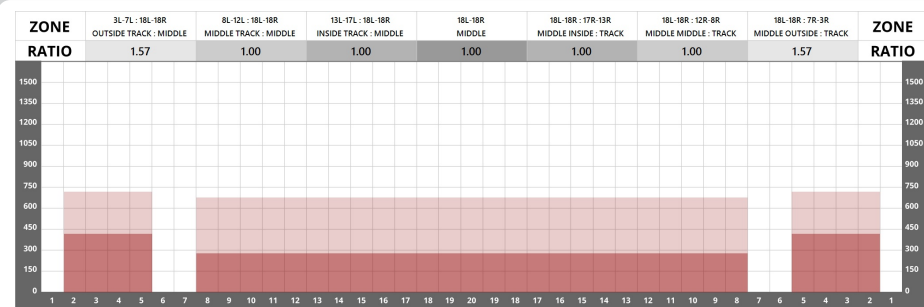 ZONE
3L-7L : 18L-18R
OUTSIDE TRACK : MIDDLE
8L-12L : 18L-18R
MIDDLE TRACK : MIDDLE
13L-17L : 18L-18R
INSIDE TRACK : MIDDLE
18L-18R
MIDDLE
18L-18R : 17R-13R
MIDDLE INSIDE : TRACK
18L-18R : 12R-8R
MIDDLE MIDDLE : TRACK
18L-18R : 7R-3R
MIDDLE OUTSIDE : TRACK
ZONE
RATIO 1.57 1.00 1.00 1.00 1.00 1.00 1.57 RATIO
1500 1500
1350 1350
1200 1200
1050 1050
900 900
750 750
600 600
450 450
300 300
150 150
0 0
1 2 3 4 5 6 7 8 9 10 11 12 13 14 15 16 17 18 19 20 19 18 17 16 15 14 13 12 11 10 9 8 7 6 5 4 3 2 1